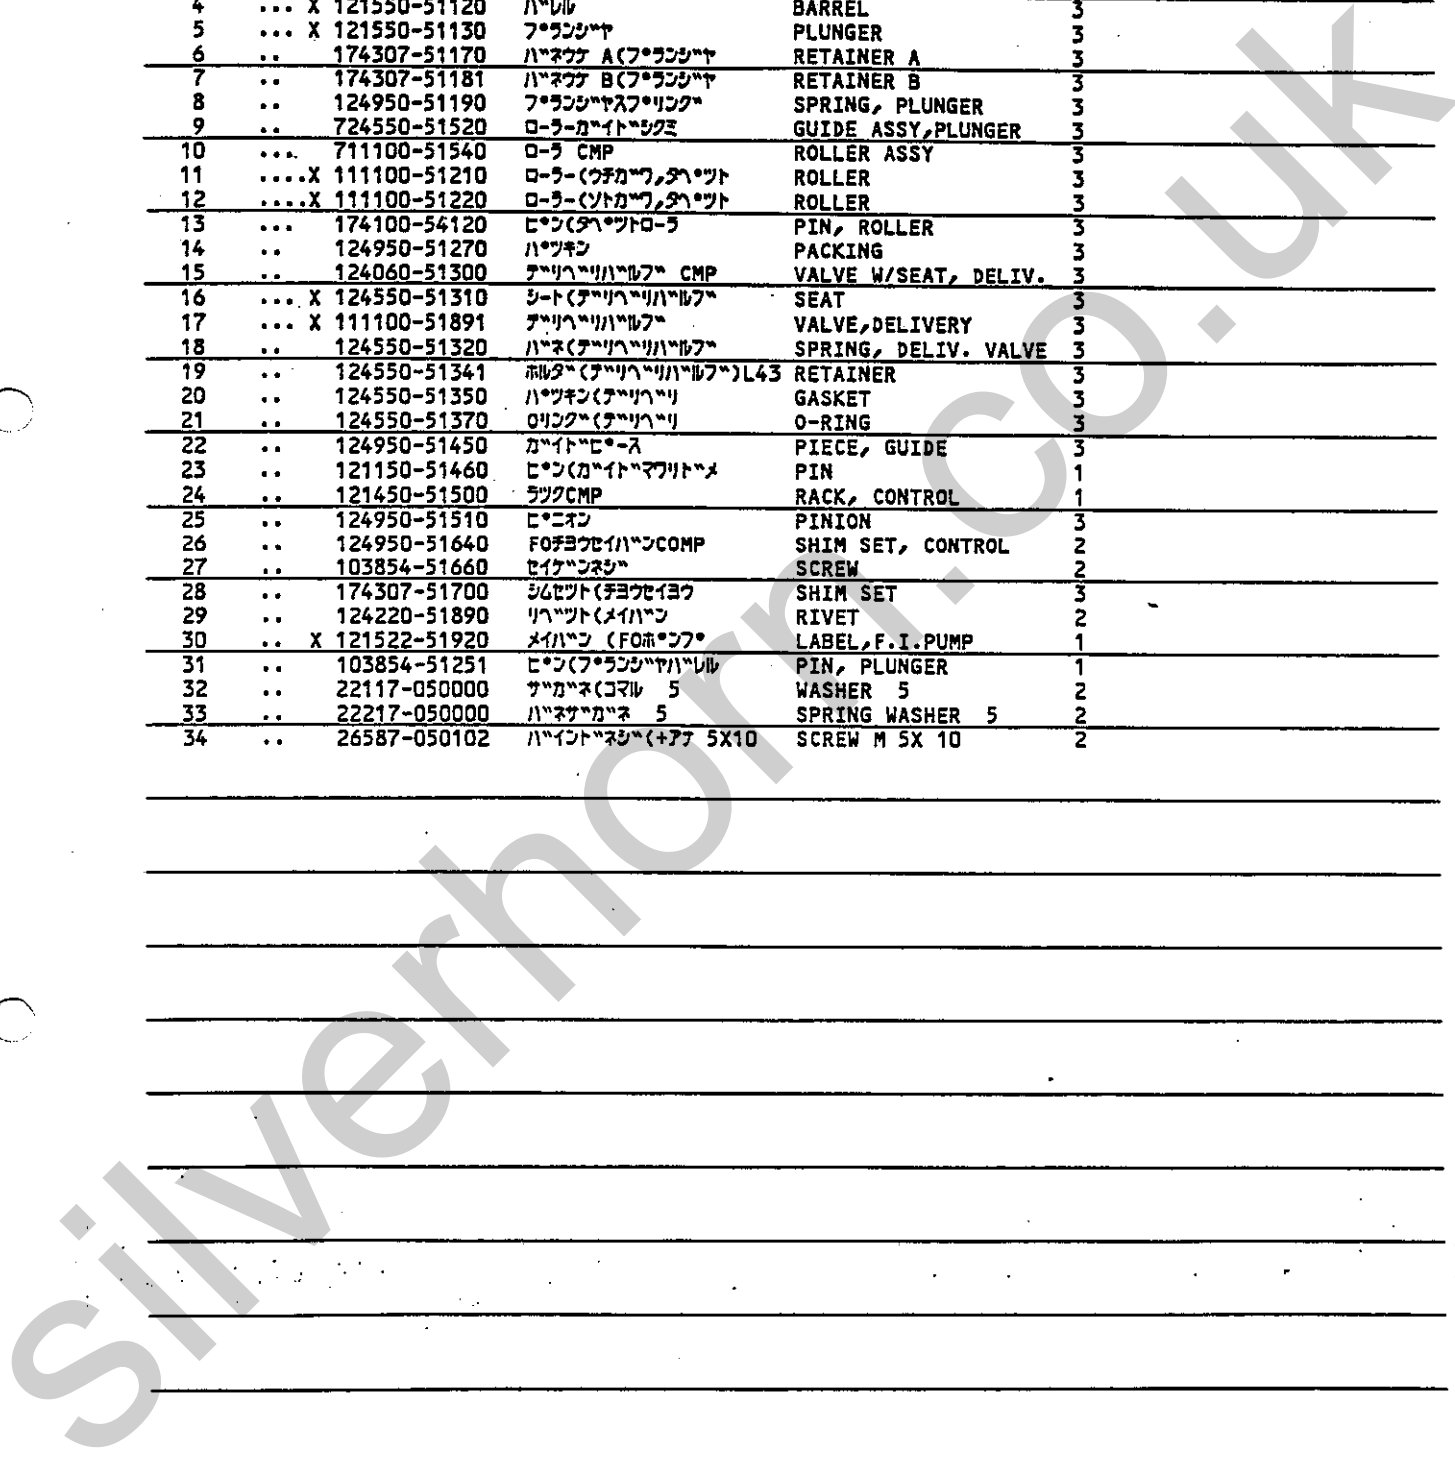 4 ... X 121550-51120 バレル BARREL 3
5 ... X 121550-51130 プランジヤ PLUNGER 3
6 .. 174307-51170 バネウケ A(プランジヤ RETAINER A 3
7 .. 174307-51181 バネウケ B(プランジヤ RETAINER B 3
8 .. 124950-51190 プランジヤスプリング SPRING, PLUNGER 3
9 .. 724550-51520 ローラーガイドシクミ GUIDE ASSY,PLUNGER 3
10 ... 711100-51540 ローラ CMP ROLLER ASSY 3
11 ....X 111100-51210 ローラー(ウチガワ,タペツト ROLLER 3
12 ....X 111100-51220 ローラー(ソトガワ,タペツト ROLLER 3
13 ... 174100-54120 ピン(タペツトローラ PIN, ROLLER 3
14 .. 124950-51270 パツキン PACKING 3
15 .. 124060-51300 デリベリバルブ CMP VALVE W/SEAT, DELIV. 3
16 ... X 124550-51310 シート(デリベリバルブ SEAT 3
17 ... X 111100-51891 デリベリバルブ VALVE,DELIVERY 3
18 .. 124550-51320 バネ(デリベリバルブ SPRING, DELIV. VALVE 3
19 .. 124550-51341 ホルダ(デリベリバルブ)L43 RETAINER 3
20 .. 124550-51350 パツキン(デリベリ GASKET 3
21 .. 124550-51370 Oリング(デリベリ O-RING 3
22 .. 124950-51450 ガイドピース PIECE, GUIDE 3
23 .. 121150-51460 ピン(ガイドマワリドメ PIN 1
24 .. 121450-51500 ラツクCMP RACK, CONTROL 1
25 .. 124950-51510 ピニオン PINION 3
26 .. 124950-51640 FOチヨウセイバンCOMP SHIM SET, CONTROL 2
27 .. 103854-51660 セイゲンネジ SCREW 2
28 .. 174307-51700 シムセツト(チヨウセイヨウ SHIM SET 3
29 .. 124220-51890 リベツト(メイバン RIVET 2
30 .. X 121522-51920 メイバン (FOポンプ LABEL,F.I.PUMP 1
31 .. 103854-51251 ピン(プランジヤバレル PIN, PLUNGER 1
32 .. 22117-050000 ザガネ(コマル 5 WASHER 5 2
33 .. 22217-050000 バネザガネ 5 SPRING WASHER 5 2
34 .. 26587-050102 バインドネジ(+アナ 5X10 SCREW M 5X 10 2
silverhorn.co.uk